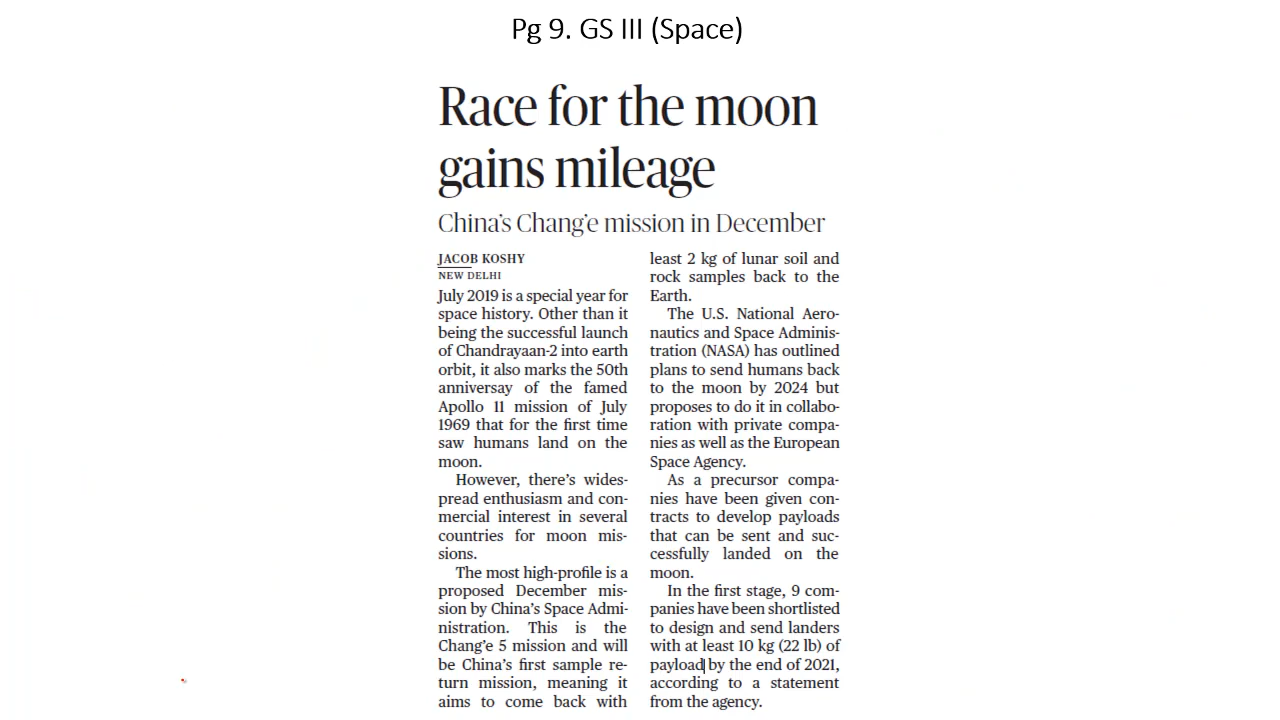 Pg 9. GS III (Space)
Race for the moon
gains mileage
China's Chang'e mission in December
JACOB KOSHY
NEW DELHI
July 2019 is a special year for
space history. Other than it
being the successful launch
of Chandrayaan-2 into earth
orbit, it also marks the 50th
anniversay of the famed
Apollo 11 mission of July
1969 that for the first time
saw humans land on the
moon.
However, there's wides-
pread enthusiasm and con-
mercial interest in several
countries for moon mis-
sions.
The most high-profile is a
proposed December mis-
sion by China's Space Admi-
nistration. This is the
Chang'e 5 mission and will
be China's first sample re-
turn mission, meaning it
aims to come back with
least 2 kg of lunar soil and
rock samples back to the
Earth.
The U.S. National Aero-
nautics and Space Adminis-
tration (NASA) has outlined
plans to send humans back
to the moon by 2024 but
proposes to do it in collabo-
ration with private compa-
nies as well as the European
Space Agency.
As a precursor compa-
nies have been given con-
tracts to develop payloads
that can be sent and suc-
cessfully landed on the
moon.
In the first stage, 9 com-
panies have been shortlisted
to design and send landers
with at least 10 kg (22 lb) of
payload by the end of 2021,
according to a statement
from the agency.